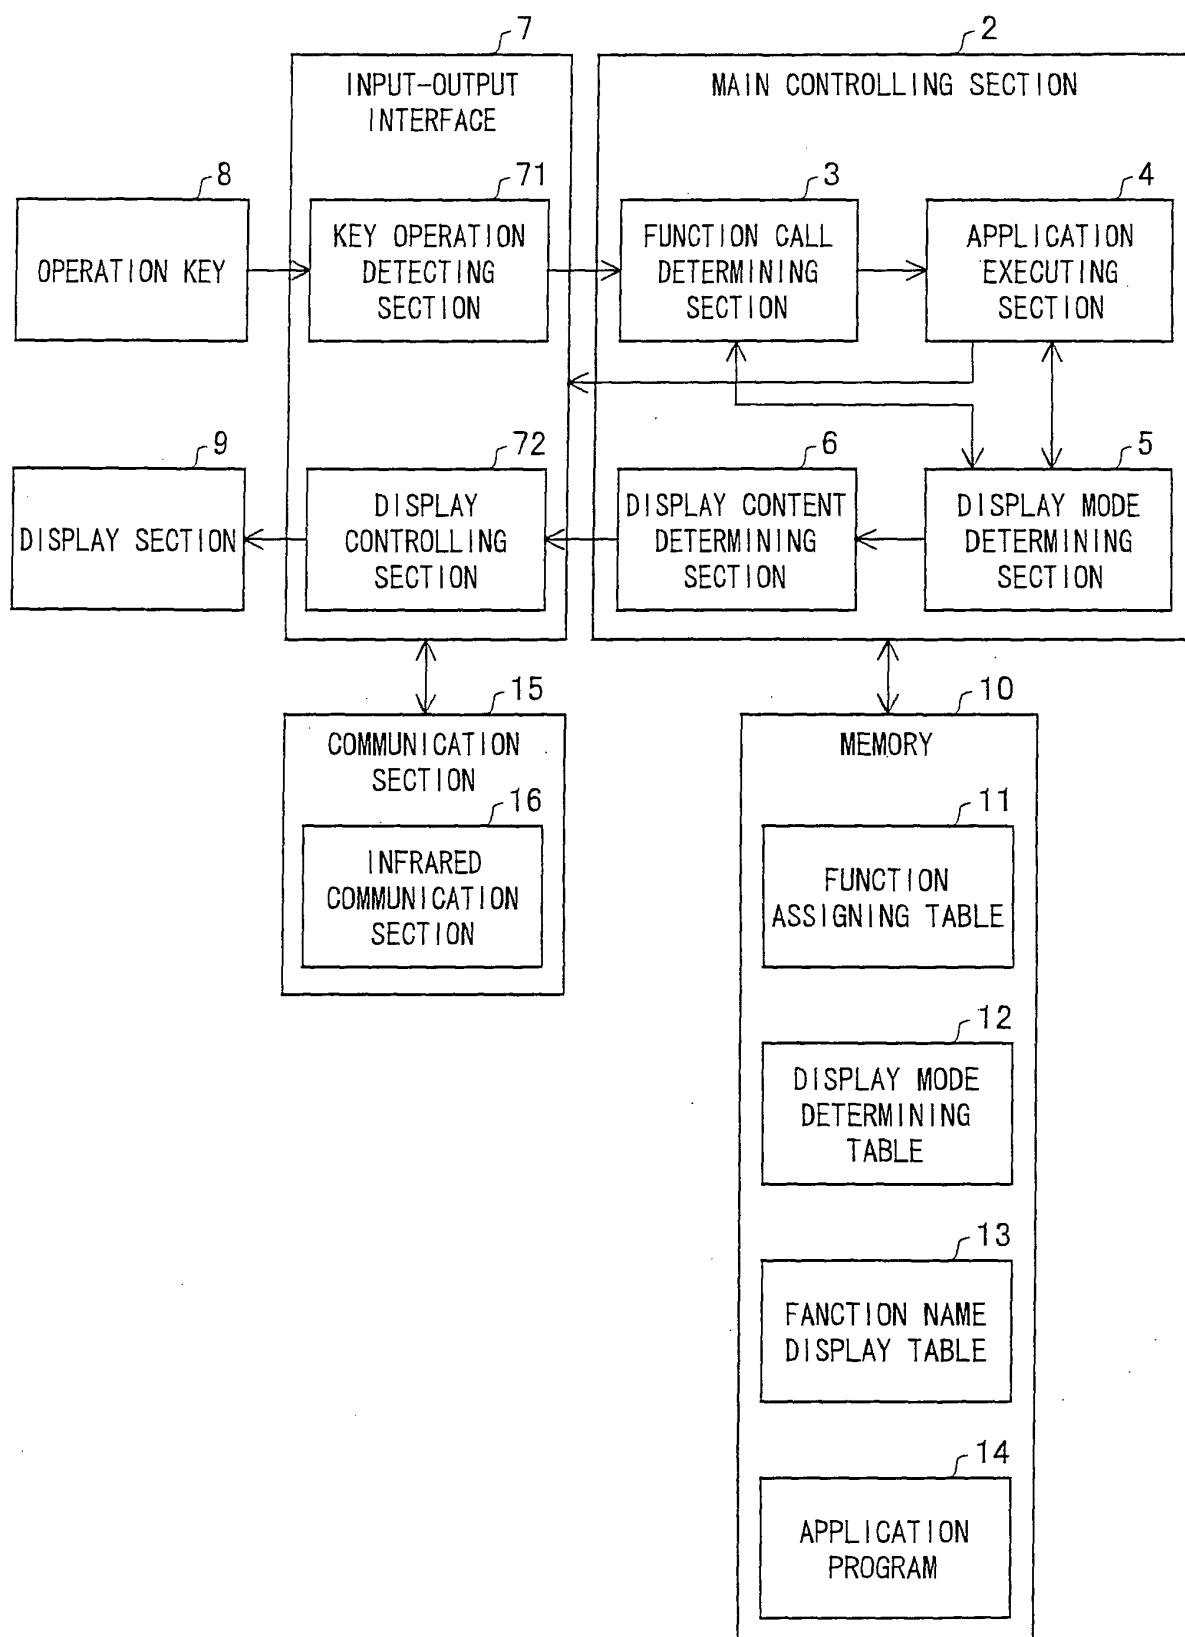 7
2
INPUT-OUTPUT
INTERFACE
MAIN CONTROLLING SECTION
8
71
3
4
OPERATION KEY
KEY OPERATION
DETECTING
SECTION
FUNCTION CALL
DETERMINING
SECTION
APPLICATION
EXECUTING
SECTION
9
72
6
5
DISPLAY SECTION
DISPLAY
CONTROLLING
SECTION
DISPLAY CONTENT
DETERMINING
SECTION
DISPLAY MODE
DETERMINING
SECTION
15
COMMUNICATION
SECTION
16
INFRARED
COMMUNICATION
SECTION
10
MEMORY
11
FUNCTION
ASSIGNING TABLE
12
DISPLAY MODE
DETERMINING
TABLE
13
FANCTION NAME
DISPLAY TABLE
14
APPLICATION
PROGRAM